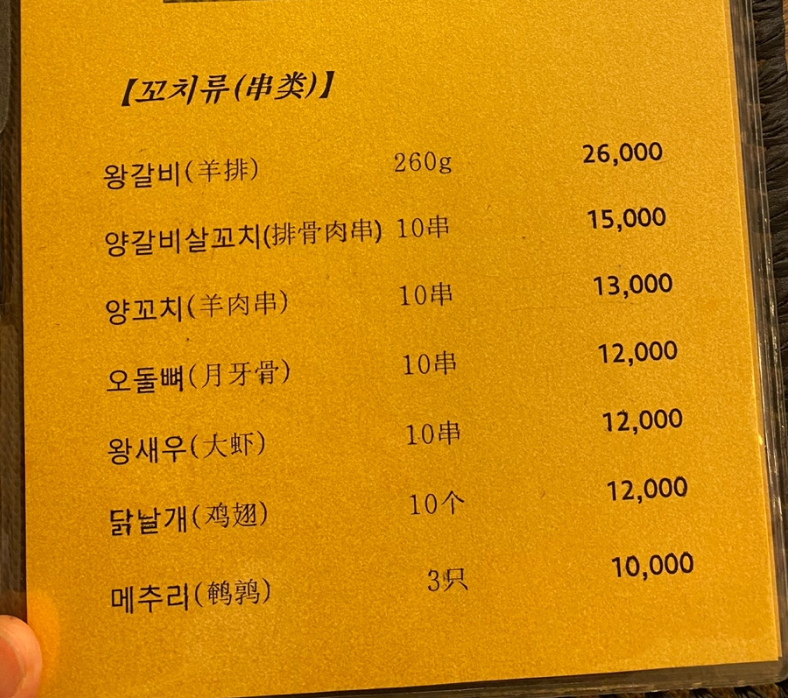 【꼬치류(串类)】
왕갈비(羊排) 260g 26,000
양갈비살꼬치(排骨肉串) 10串 15,000
양꼬치(羊肉串) 10串 13,000
오돌뼈(月牙骨) 10串 12,000
왕새우(大虾) 10串 12,000
닭날개(鸡翅) 10个 12,000
메추리(鹌鹑) 3只 10,000